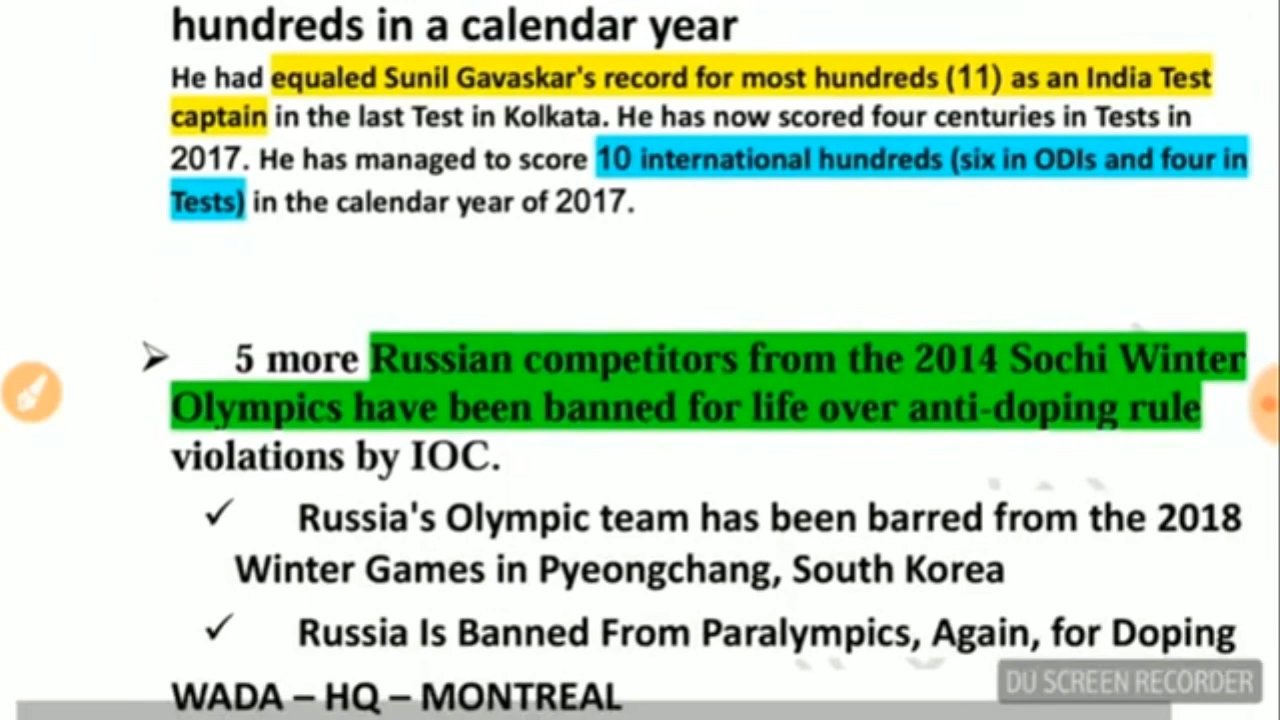 hundreds in a calendar year
He had equaled Sunil Gavaskar's record for most hundreds (11) as an India Test
captain in the last Test in Kolkata. He has now scored four centuries in Tests in
2017. He has managed to score 10 international hundreds (six in ODIs and four in
Tests) in the calendar year of 2017.
➢ 5 more Russian competitors from the 2014 Sochi Winter
Olympics have been banned for life over anti-doping rule
violations by IOC.
✓ Russia's Olympic team has been barred from the 2018
Winter Games in Pyeongchang, South Korea
✓ Russia Is Banned From Paralympics, Again, for Doping
WADA – HQ – MONTREAL
DU SCREEN RECORDER